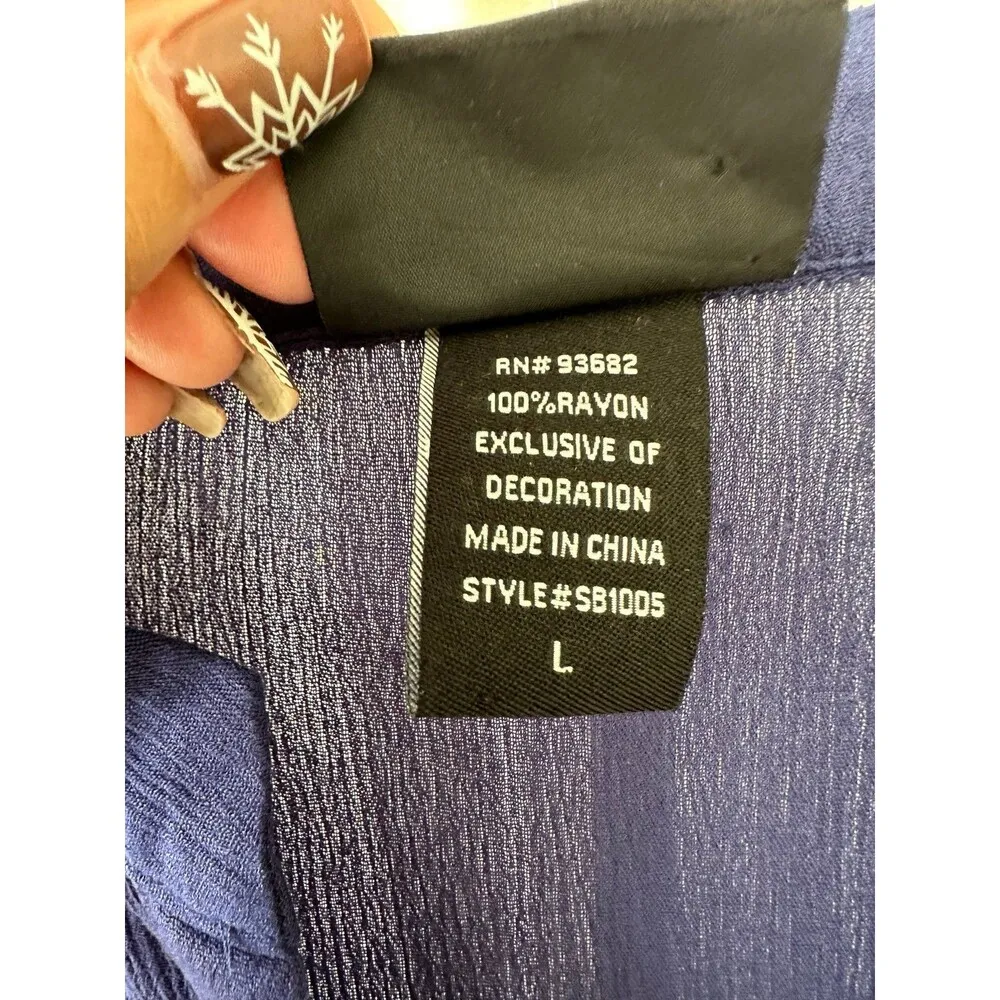 RN# 93682
100%RAYON
EXCLUSIVE OF
DECORATION
MADE IN CHINA
STYLE#SB1005
L